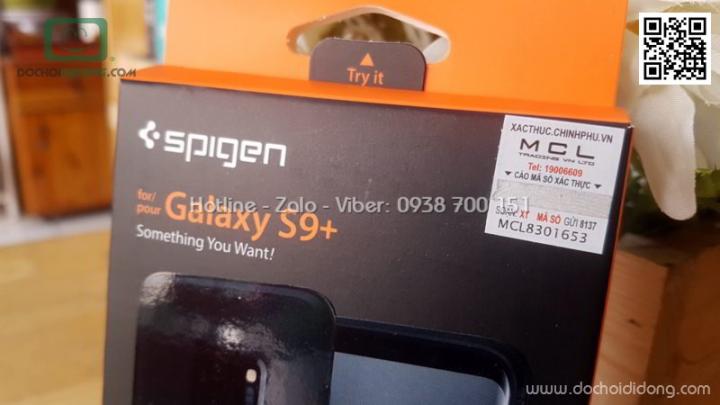 DOCHOIDIDONG.COM
Try it
spigen
for/
pour Galaxy S9+
Something You Want!
Hotline - Zalo - Viber: 0938 700 151
XACTHUC.CHINHPHU.VN
MCL
TRADING VN LTD
Tel: 19006609
CÀO MÃ SỐ XÁC THỰC
XT MÃ SỐ GỬI 8137
MCL8301653
www.dochoididong.com